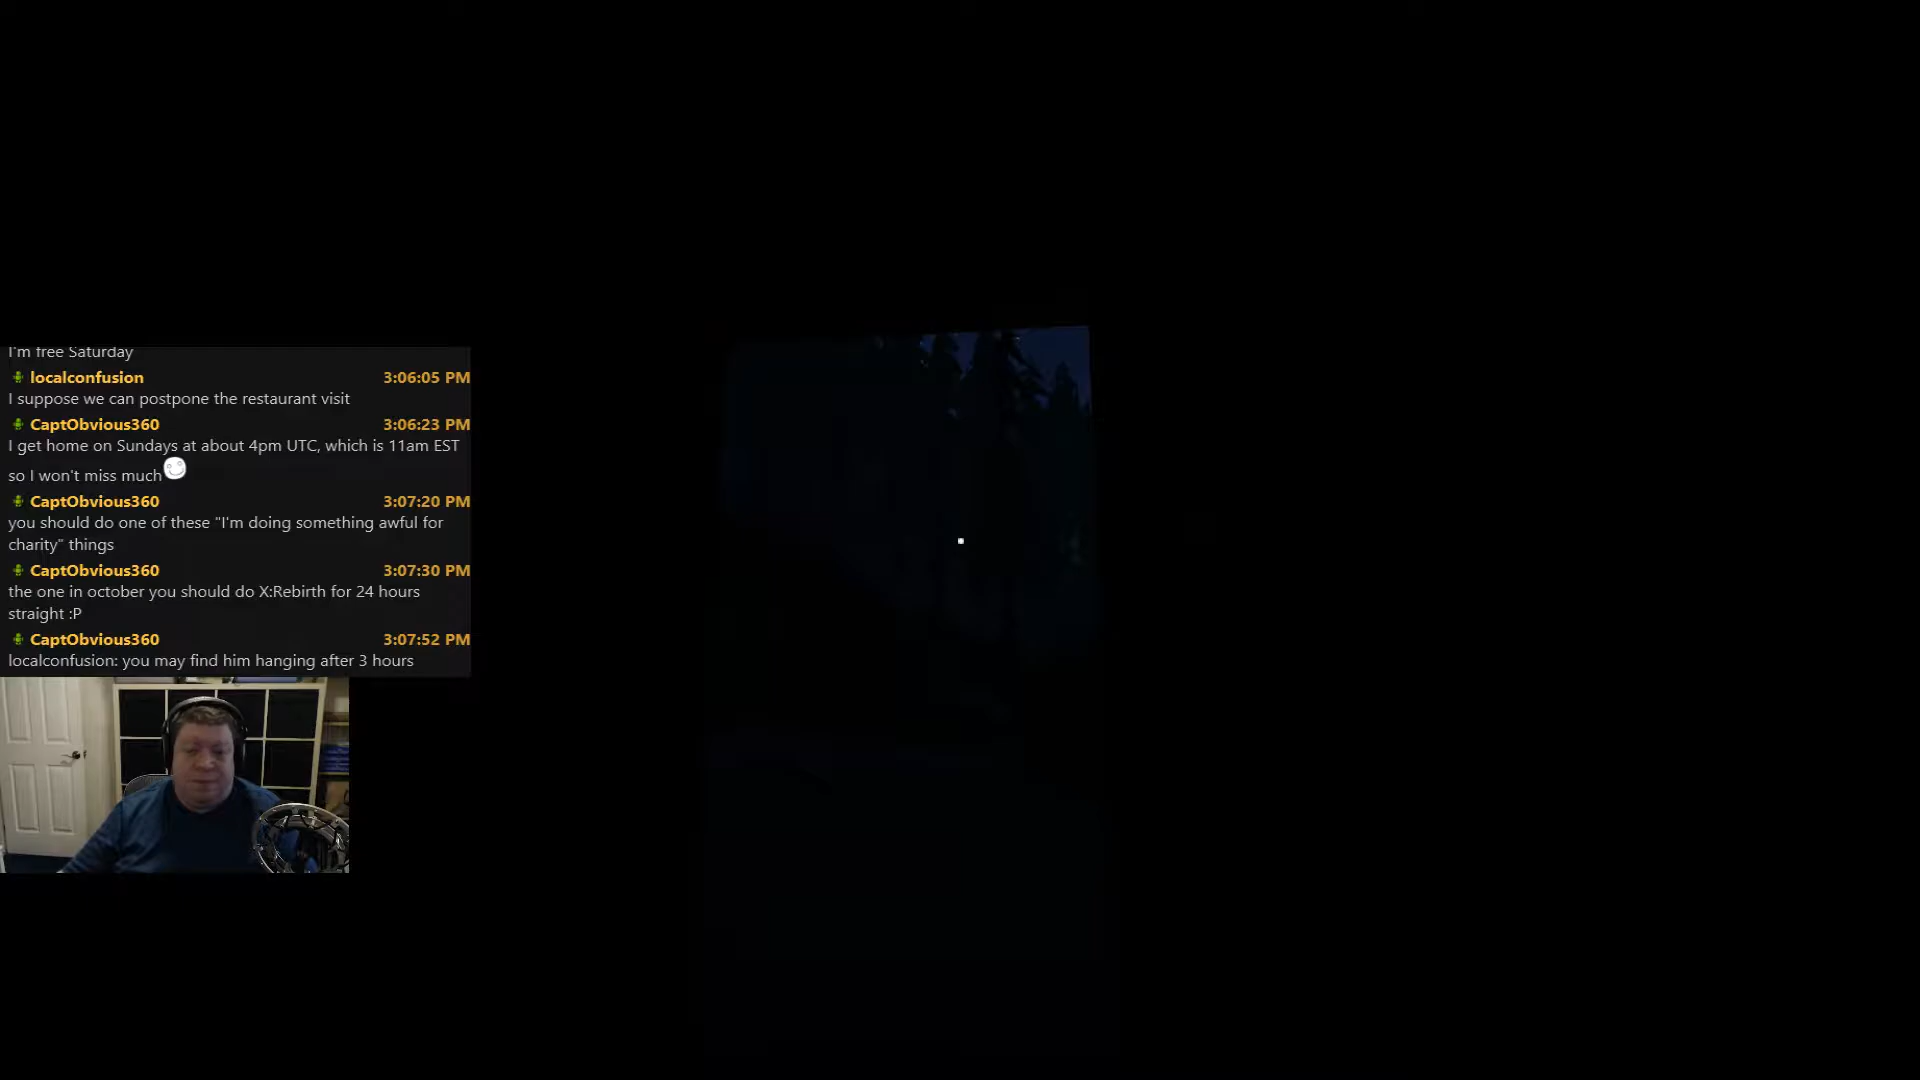 I'm free Saturday
localconfusion 3:06:05 PM
I suppose we can postpone the restaurant visit
CaptObvious360 3:06:23 PM
I get home on Sundays at about 4pm UTC, which is 11am EST
so I won't miss much
CaptObvious360 3:07:20 PM
you should do one of these "I'm doing something awful for
charity" things
CaptObvious360 3:07:30 PM
the one in october you should do X:Rebirth for 24 hours
straight :P
CaptObvious360 3:07:52 PM
localconfusion: you may find him hanging after 3 hours